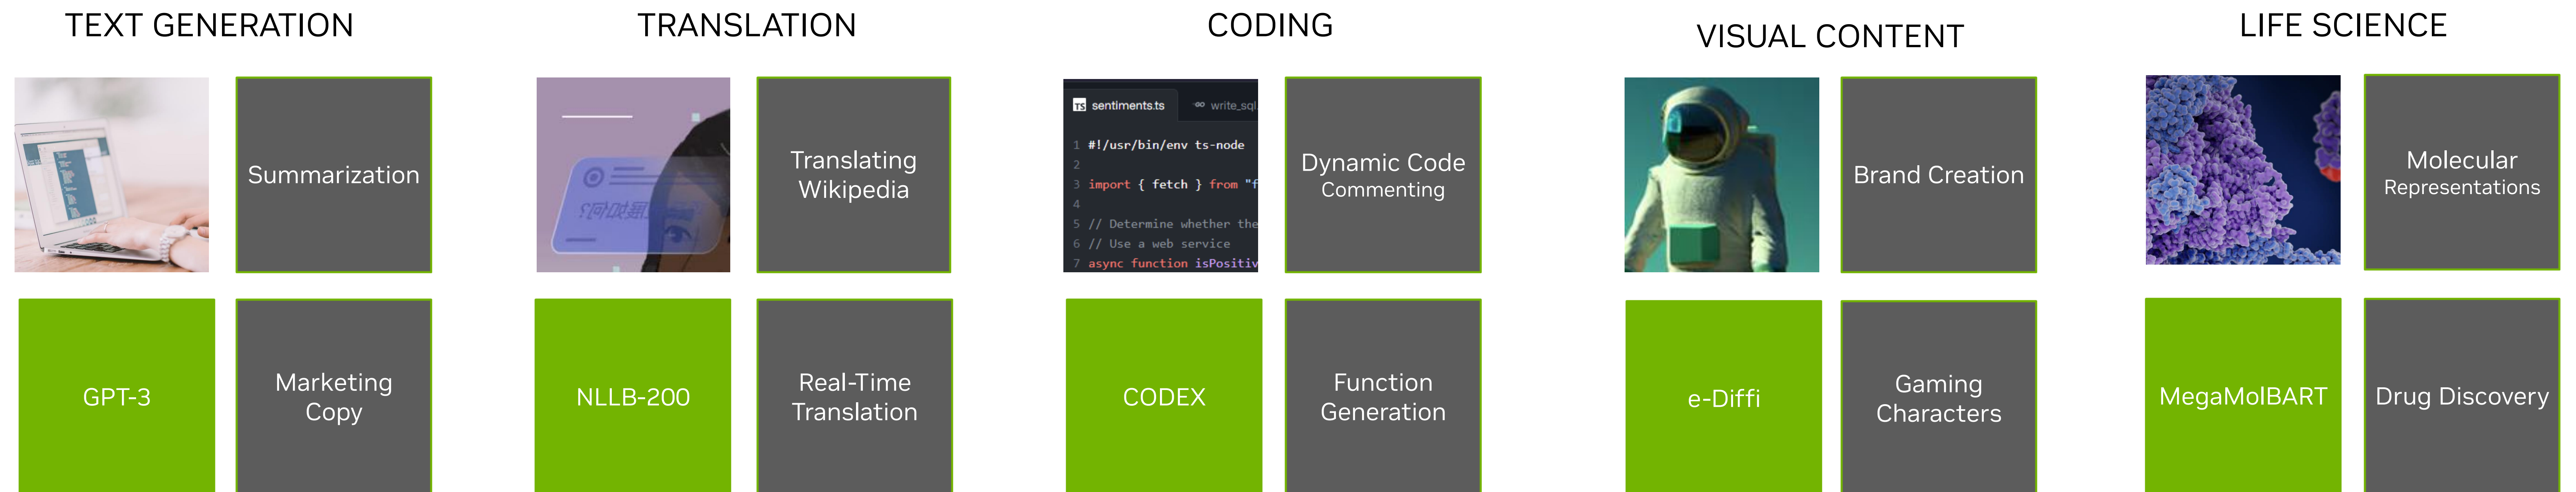 TEXT GENERATION
TRANSLATION
CODING
VISUAL CONTENT
LIFE SCIENCE
Summarization
GPT-3
Marketing
Copy
Translating
Wikipedia
NLLB-200
Real-Time
Translation
TS sentiments.ts
write_sql
1 #!/usr/bin/env ts-node
2
3 import { fetch } from "f
4
5 // Determine whether the
6 // Use a web service
7 async function isPositiv
Dynamic Code
Commenting
CODEX
Function
Generation
Brand Creation
e-Diffi
Gaming
Characters
Molecular
Representations
MegaMolBART
Drug Discovery